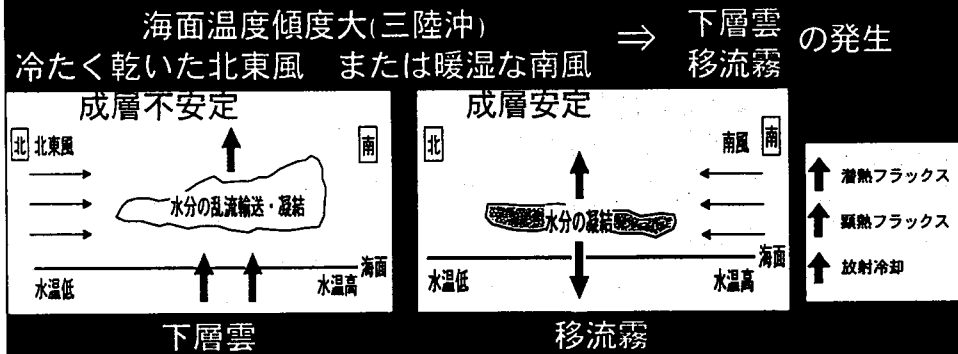 海面温度傾度大(三陸沖)
冷たく乾いた北東風 または暖湿な南風
⇒
下層雲
移流霧
の発生
成層不安定
北
北東風
南
水分の乱流輸送・凝結
海面
水温低
水温高
下層雲
成層安定
北
南風
南
水分の凝結
海面
水温低
水温高
移流霧
潜熱フラックス
顕熱フラックス
放射冷却